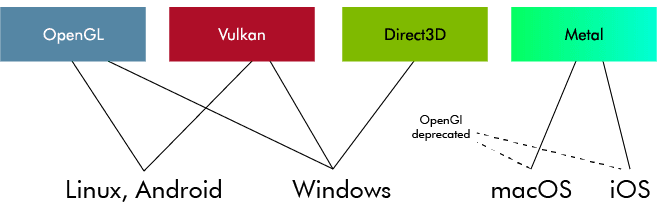 OpenGL
Vulkan
Direct3D
Metal
OpenGl
deprecated
Linux, Android
Windows
macOS
iOS